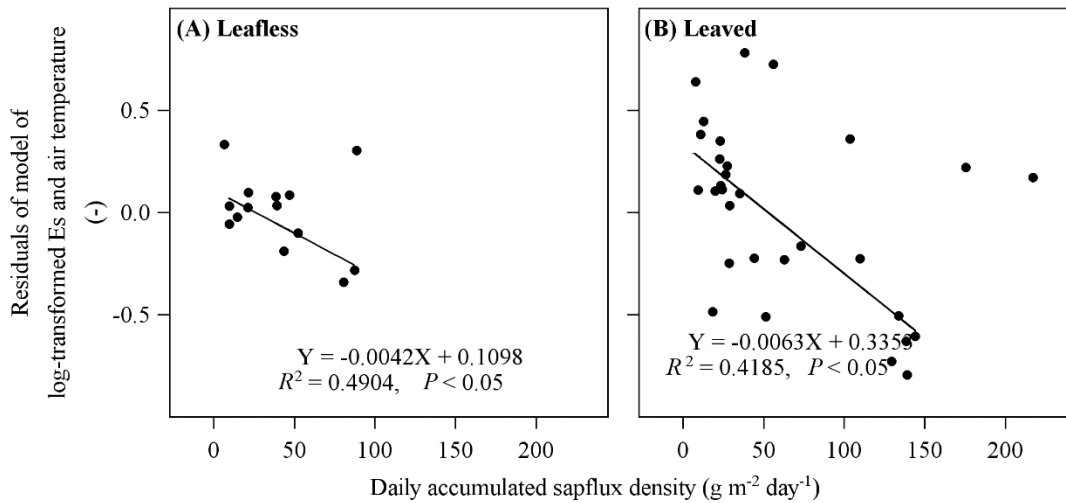 Residuals of model of
log-transformed Es and air temperature
(-)
(A) Leafless
0.5
0.0
-0.5
Y = -0.0042X + 0.1098
R² = 0.4904, P < 0.05
0 50 100 150 200
(B) Leaved
Y = -0.0063X + 0.3353
R² = 0.4185, P < 0.05
0 50 100 150 200
Daily accumulated sapflux density (g m⁻² day⁻¹)